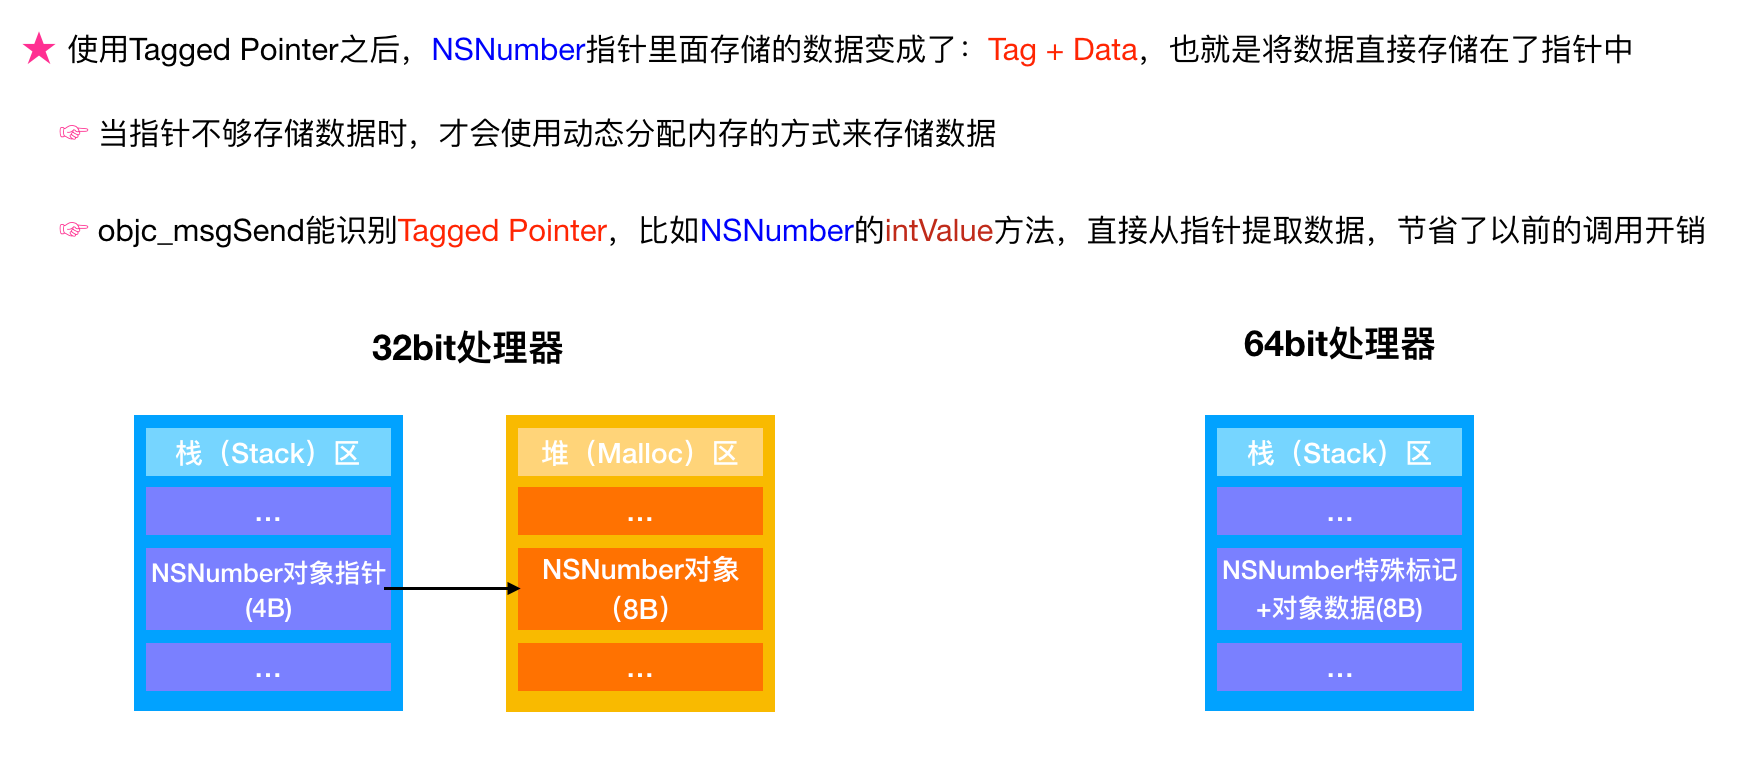 ★ 使用Tagged Pointer之后，NSNumber指针里面存储的数据变成了：Tag + Data，也就是将数据直接存储在了指针中
☞ 当指针不够存储数据时，才会使用动态分配内存的方式来存储数据
☞ objc_msgSend能识别Tagged Pointer，比如NSNumber的intValue方法，直接从指针提取数据，节省了以前的调用开销
32bit处理器
栈（Stack）区
...
NSNumber对象指针
(4B)
...
堆（Malloc）区
...
NSNumber对象
（8B）
...
64bit处理器
栈（Stack）区
...
NSNumber特殊标记
+对象数据(8B)
...